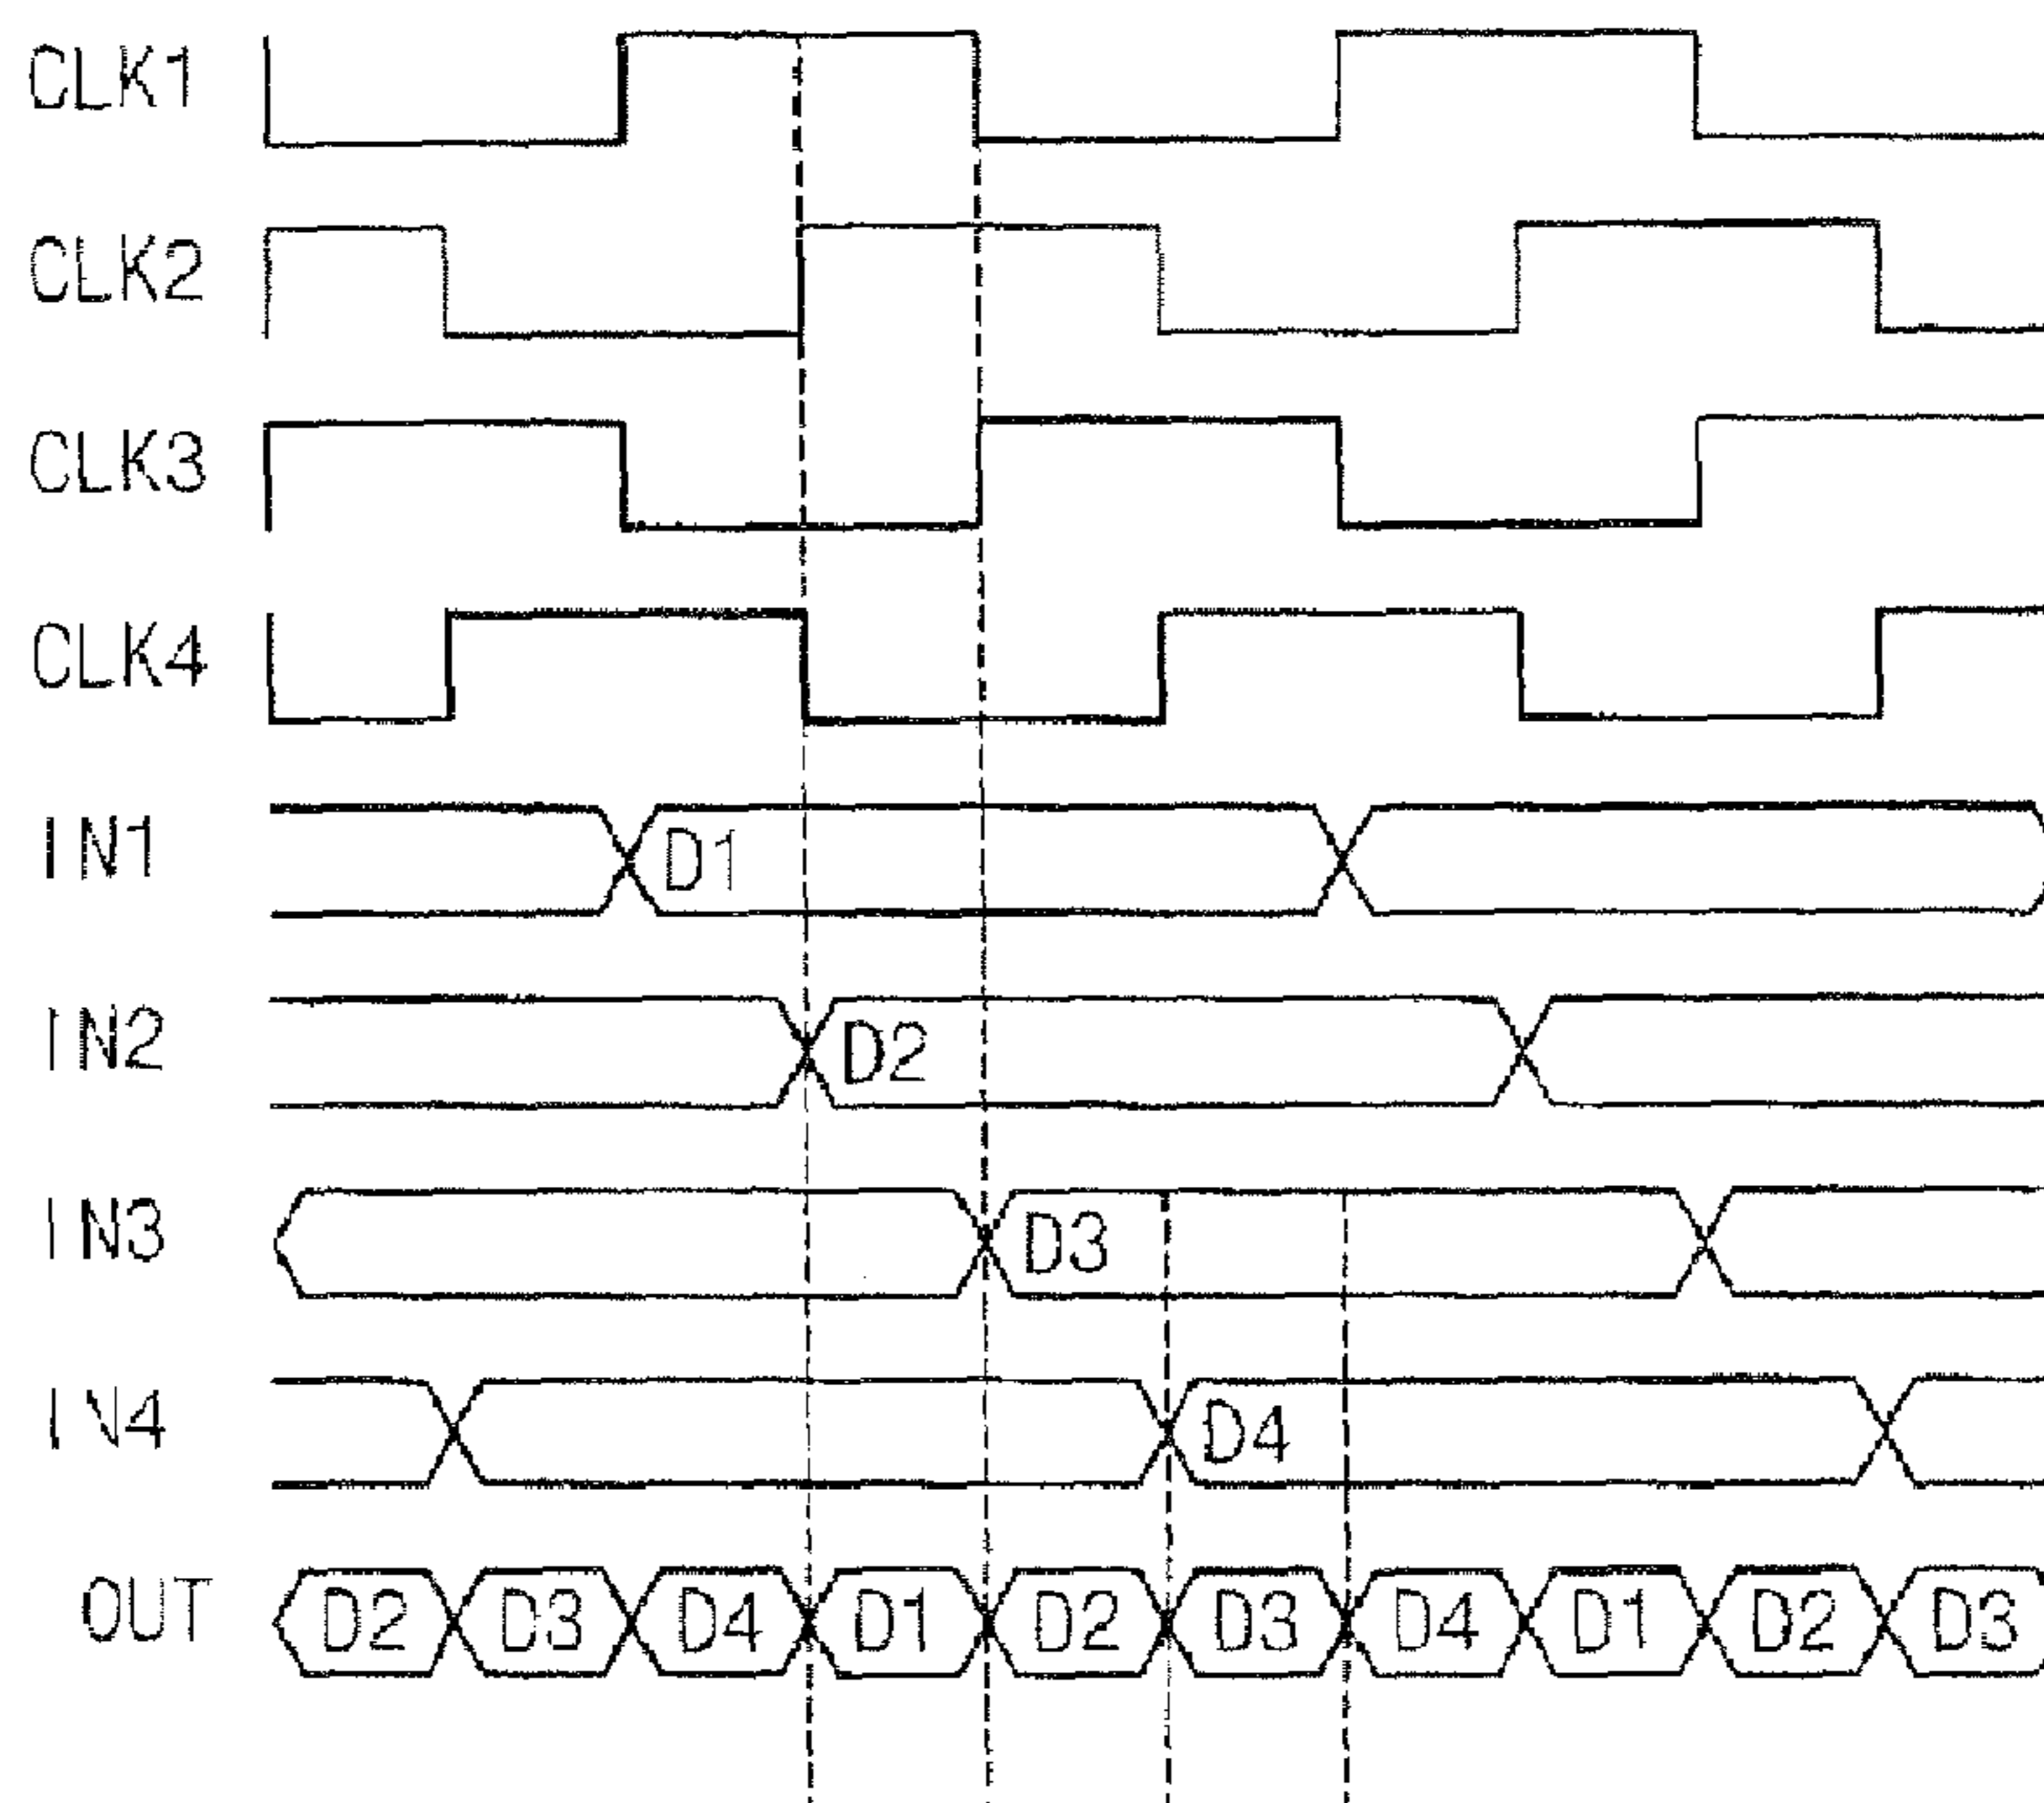 CLK1
CLK2
CLK3
CLK4
IN1 D1
IN2 D2
IN3 D3
IN4 D4
OUT D2 D3 D4 D1 D2 D3 D4 D1 D2 D3